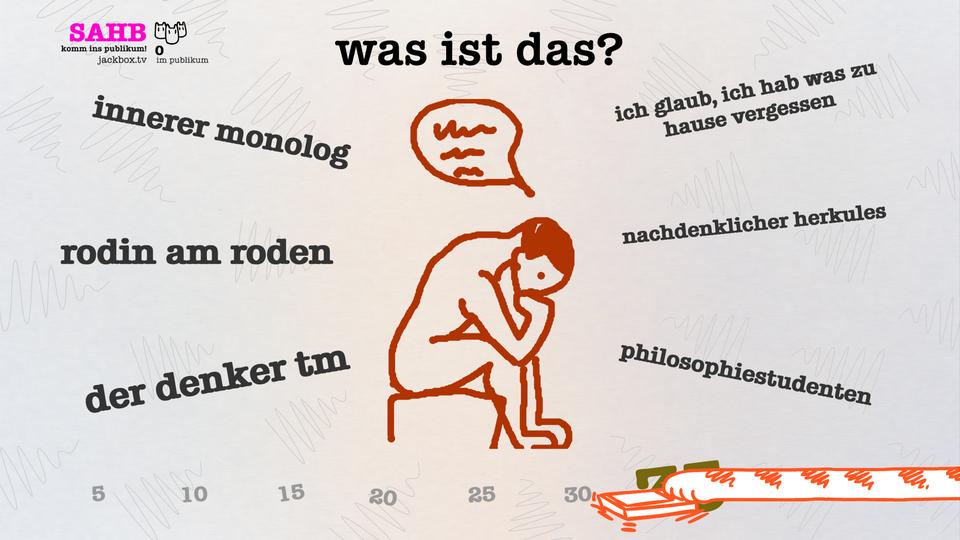 SAHB
komm ins publikum!
jackbox.tv
0
im publikum
was ist das?
innerer monolog
ich glaub, ich hab was zu
hause vergessen
rodin am roden
nachdenklicher herkules
der denker tm
philosophiestudenten
5 10 15 20 25 30